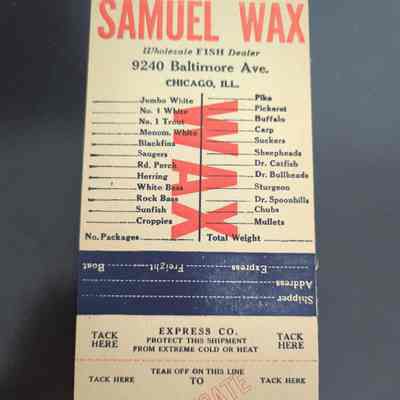 SAMUEL WAX
Wholesale FISH Dealer
9240 Baltimore Ave.
CHICAGO, ILL.
Jumbo White
No. 1 White
No. 1 Trout
Menom. White
Blackfins
Saugers
Rd. Perch
Herring
White Bass
Rock Bass
Sunfish
Croppies
Pike
Pickerel
Buffalo
Carp
Suckers
Sheepheads
Dr. Catfish
Dr. Bullheads
Sturgeon
Dr. Spoonbills
Chubs
Mullets
WAX
No. Packages Total Weight
Shipper
Address
Boat Freight Express
TACK HERE
EXPRESS CO.
PROTECT THIS SHIPMENT
FROM EXTREME COLD OR HEAT
TACK HERE
TEAR OFF ON THIS LINE
TACK HERE TO TACK HERE